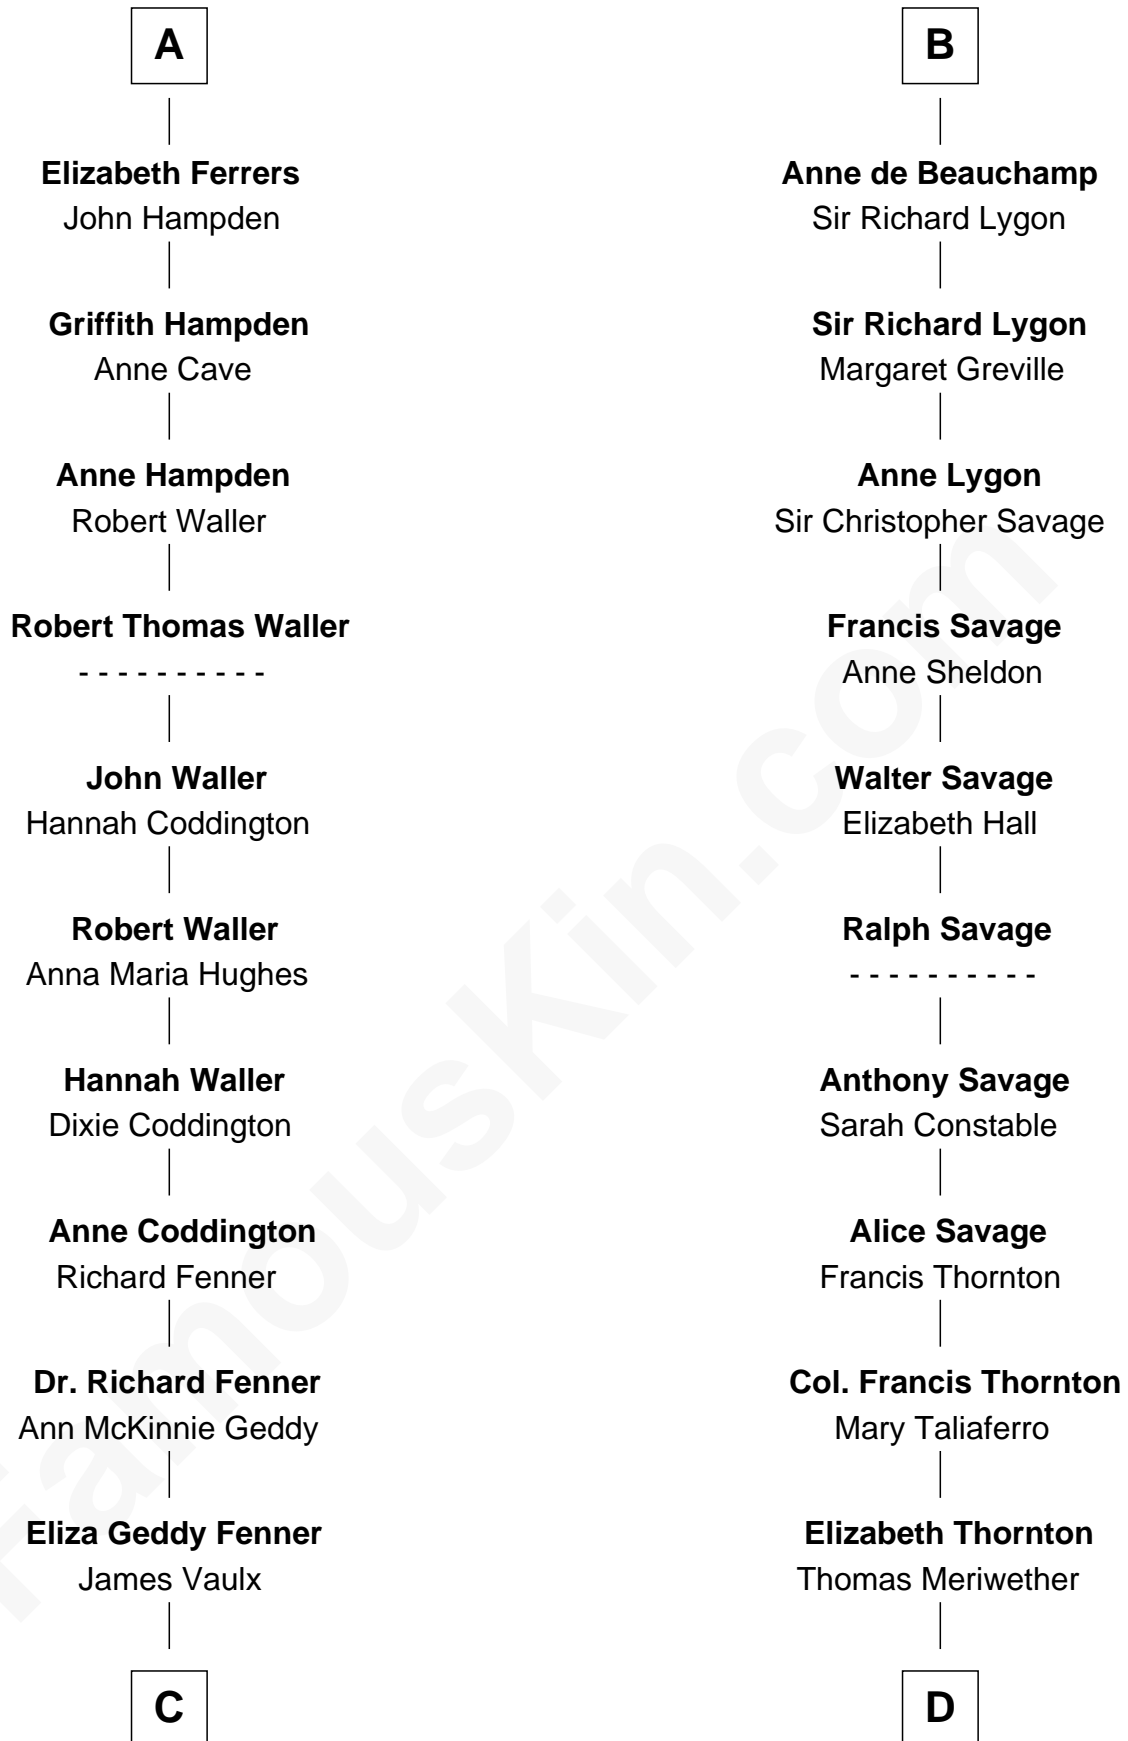 A
Elizabeth Ferrers
John Hampden
Griffith Hampden
Anne Cave
Anne Hampden
Robert Waller
Robert Thomas Waller
- - - - - - - - - -
John Waller
Hannah Coddington
Robert Waller
Anna Maria Hughes
Hannah Waller
Dixie Coddington
Anne Coddington
Richard Fenner
Dr. Richard Fenner
Ann McKinnie Geddy
Eliza Geddy Fenner
James Vaulx
C
B
Anne de Beauchamp
Sir Richard Lygon
Sir Richard Lygon
Margaret Greville
Anne Lygon
Sir Christopher Savage
Francis Savage
Anne Sheldon
Walter Savage
Elizabeth Hall
Ralph Savage
- - - - - - - - - -
Anthony Savage
Sarah Constable
Alice Savage
Francis Thornton
Col. Francis Thornton
Mary Taliaferro
Elizabeth Thornton
Thomas Meriwether
D
FamousKin.com